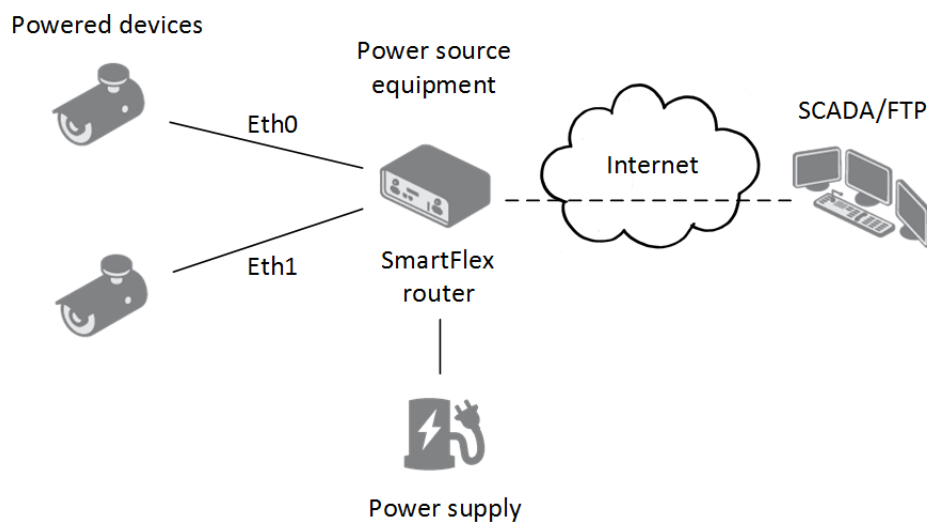 Powered devices
Power source
equipment
SCADA/FTP
Eth0
Internet
Eth1
SmartFlex
router
Power supply